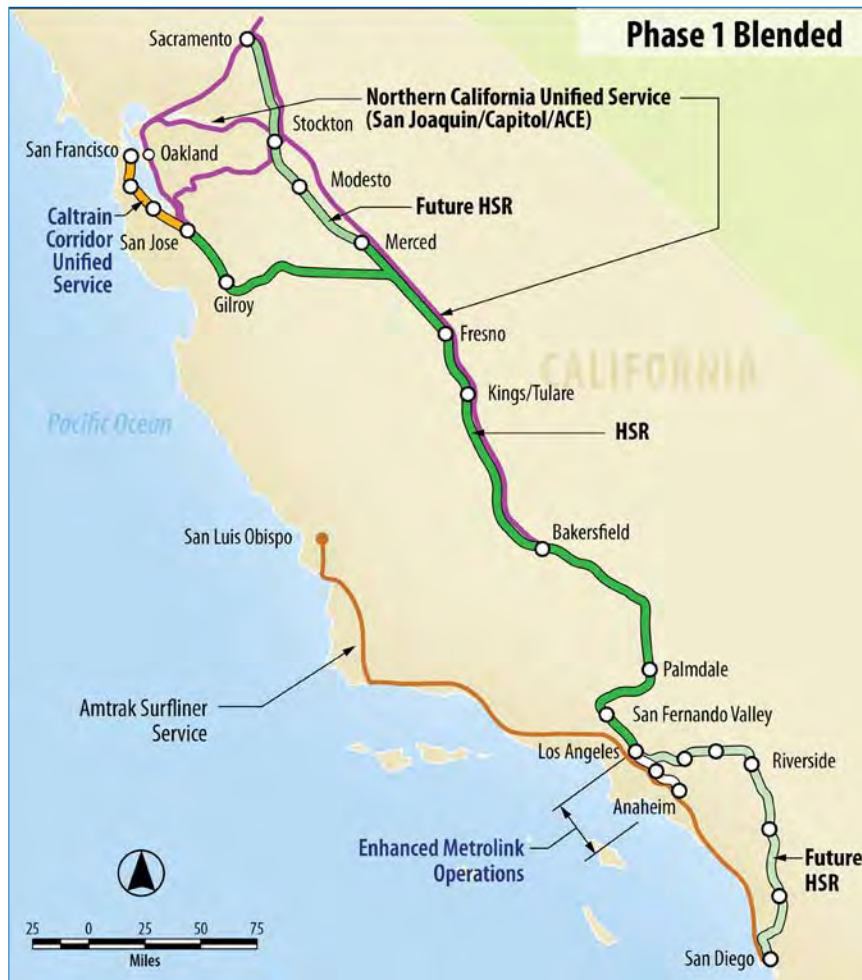 Phase 1 Blended
Sacramento
Northern California Unified Service
(San Joaquin/Capitol/ACE)
Stockton
San Francisco
Oakland
Modesto
Future HSR
Caltrain
Corridor
Unified
Service
San Jose
Merced
Gilroy
Fresno
CALIFORNIA
Kings/Tulare
Pacific Ocean
HSR
San Luis Obispo
Bakersfield
Palmdale
Amtrak Surfliner
Service
San Fernando Valley
Los Angeles
Riverside
Anaheim
Enhanced Metrolink
Operations
Future
HSR
25 0 25 50 75
Miles
San Diego